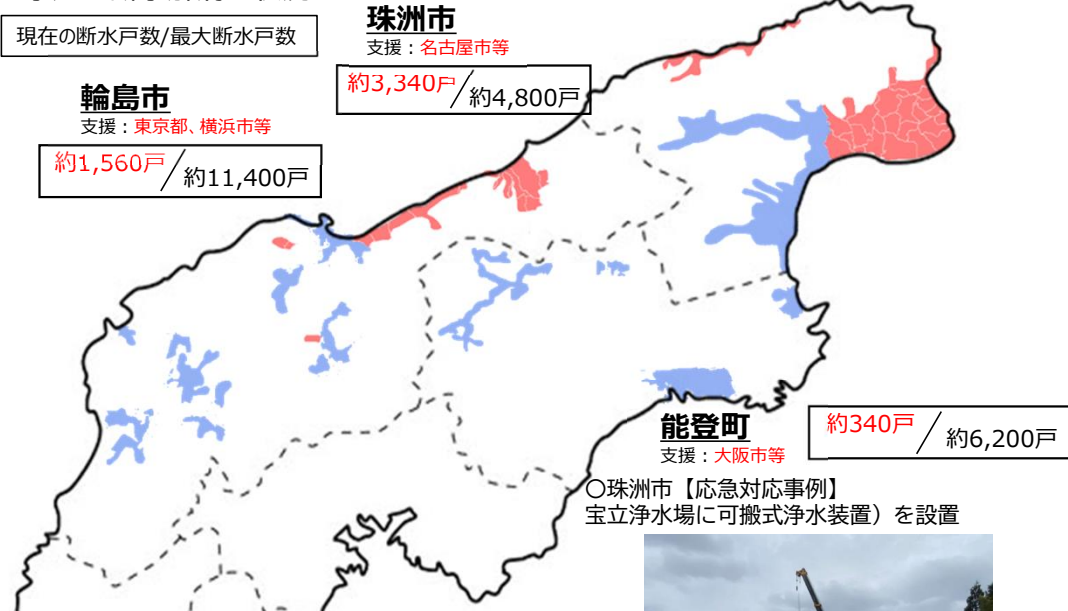 現在の断水戸数/最大断水戸数
珠洲市
支援：名古屋市等
約3,340戸/約4,800戸
輪島市
支援：東京都、横浜市等
約1,560戸/約11,400戸
能登町
支援：大阪市等
約340戸/約6,200戸
〇珠洲市【応急対応事例】
宝立浄水場に可搬式浄水装置）を設置